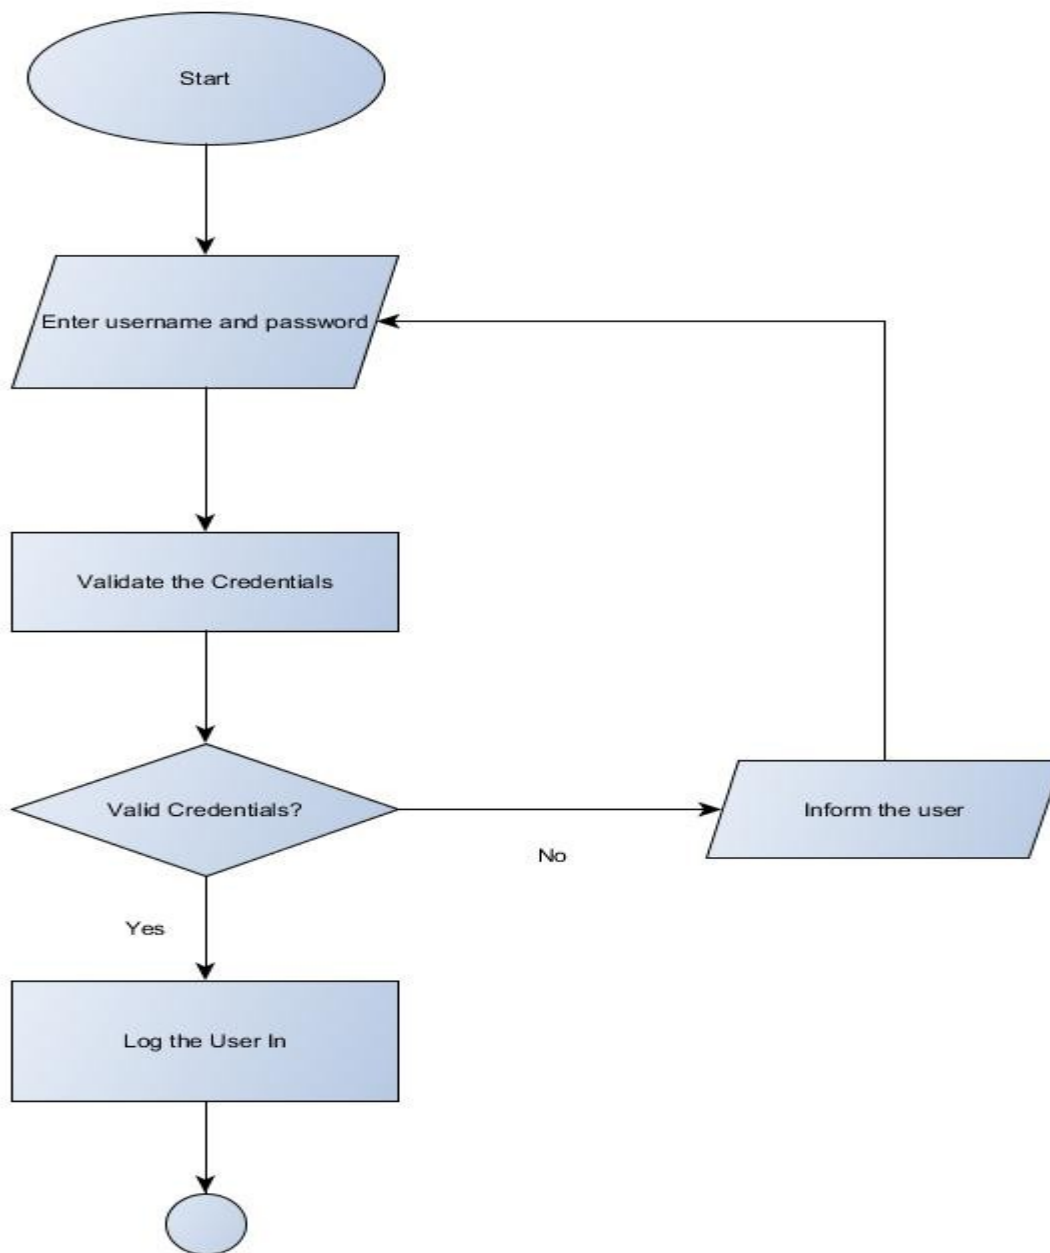 Start
Enter username and password
Validate the Credentials
Valid Credentials?
Inform the user
No
Yes
Log the User In